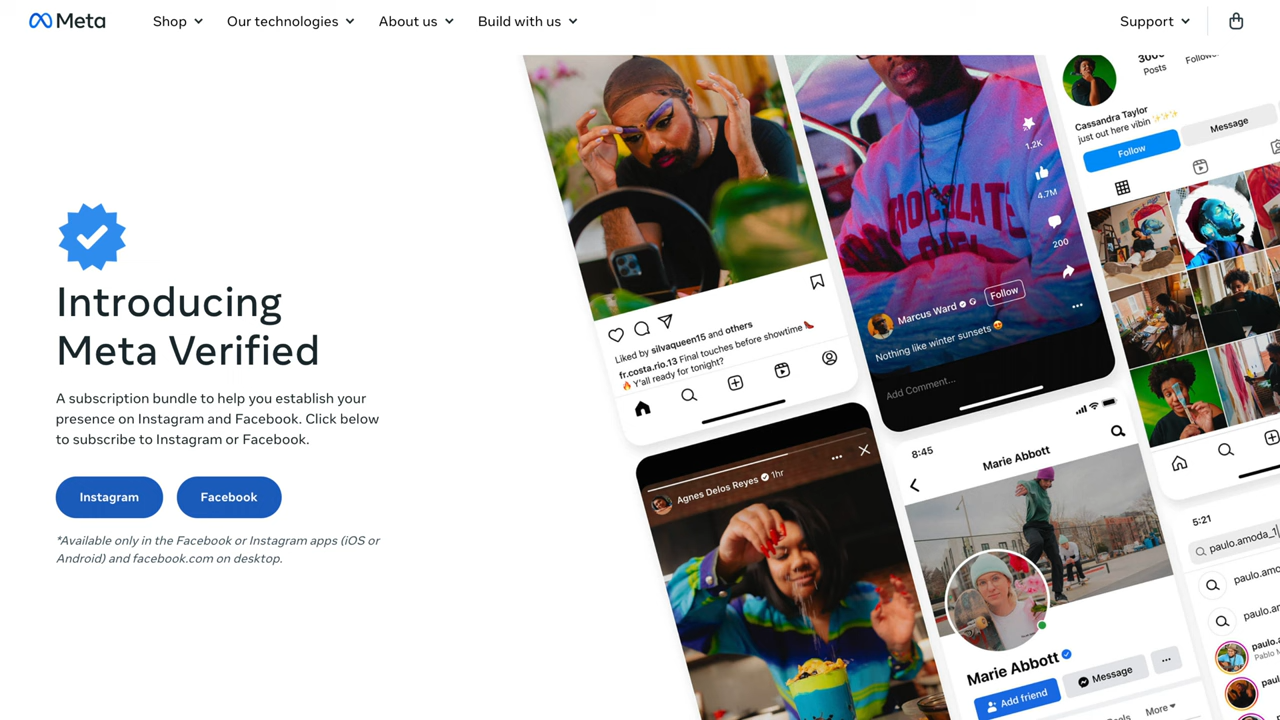 Meta
Shop
Our technologies
About us
Build with us
Support
Introducing
Meta Verified
A subscription bundle to help you establish your
presence on Instagram and Facebook. Click below
to subscribe to Instagram or Facebook.
Instagram
Facebook
*Available only in the Facebook or Instagram apps (iOS or
Android) and facebook.com on desktop.
Liked by silvaqueen15 and others
fr.costa.rio.13 Final touches before showtime 👠
🔥 Y'all ready for tonight?
CHOCOLATE
1.2K
4.7M
200
Marcus Ward
Follow
Nothing like winter sunsets 😍
Add Comment...
Posts
Cassandra Taylor
just out here vibin ✨✨✨
Follow
Message
Agnes Delos Reyes 1hr
8:45
Marie Abbott
Marie Abbott
Add friend
Message
More
5:21
paulo.amoda_1